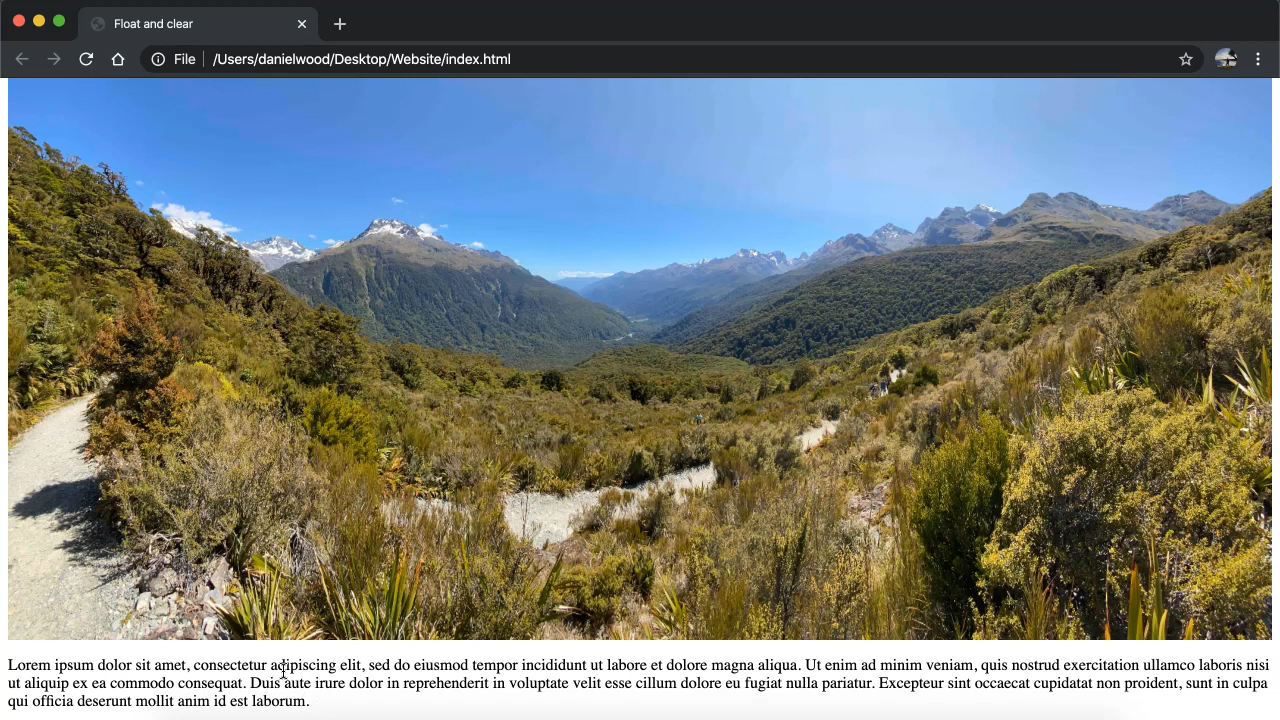 Float and clear
File
/Users/danielwood/Desktop/Website/index.html
Lorem ipsum dolor sit amet, consectetur adipiscing elit, sed do eiusmod tempor incididunt ut labore et dolore magna aliqua. Ut enim ad minim veniam, quis nostrud exercitation ullamco laboris nisi
ut aliquip ex ea commodo consequat. Duis aute irure dolor in reprehenderit in voluptate velit esse cillum dolore eu fugiat nulla pariatur. Excepteur sint occaecat cupidatat non proident, sunt in culpa
qui officia deserunt mollit anim id est laborum.